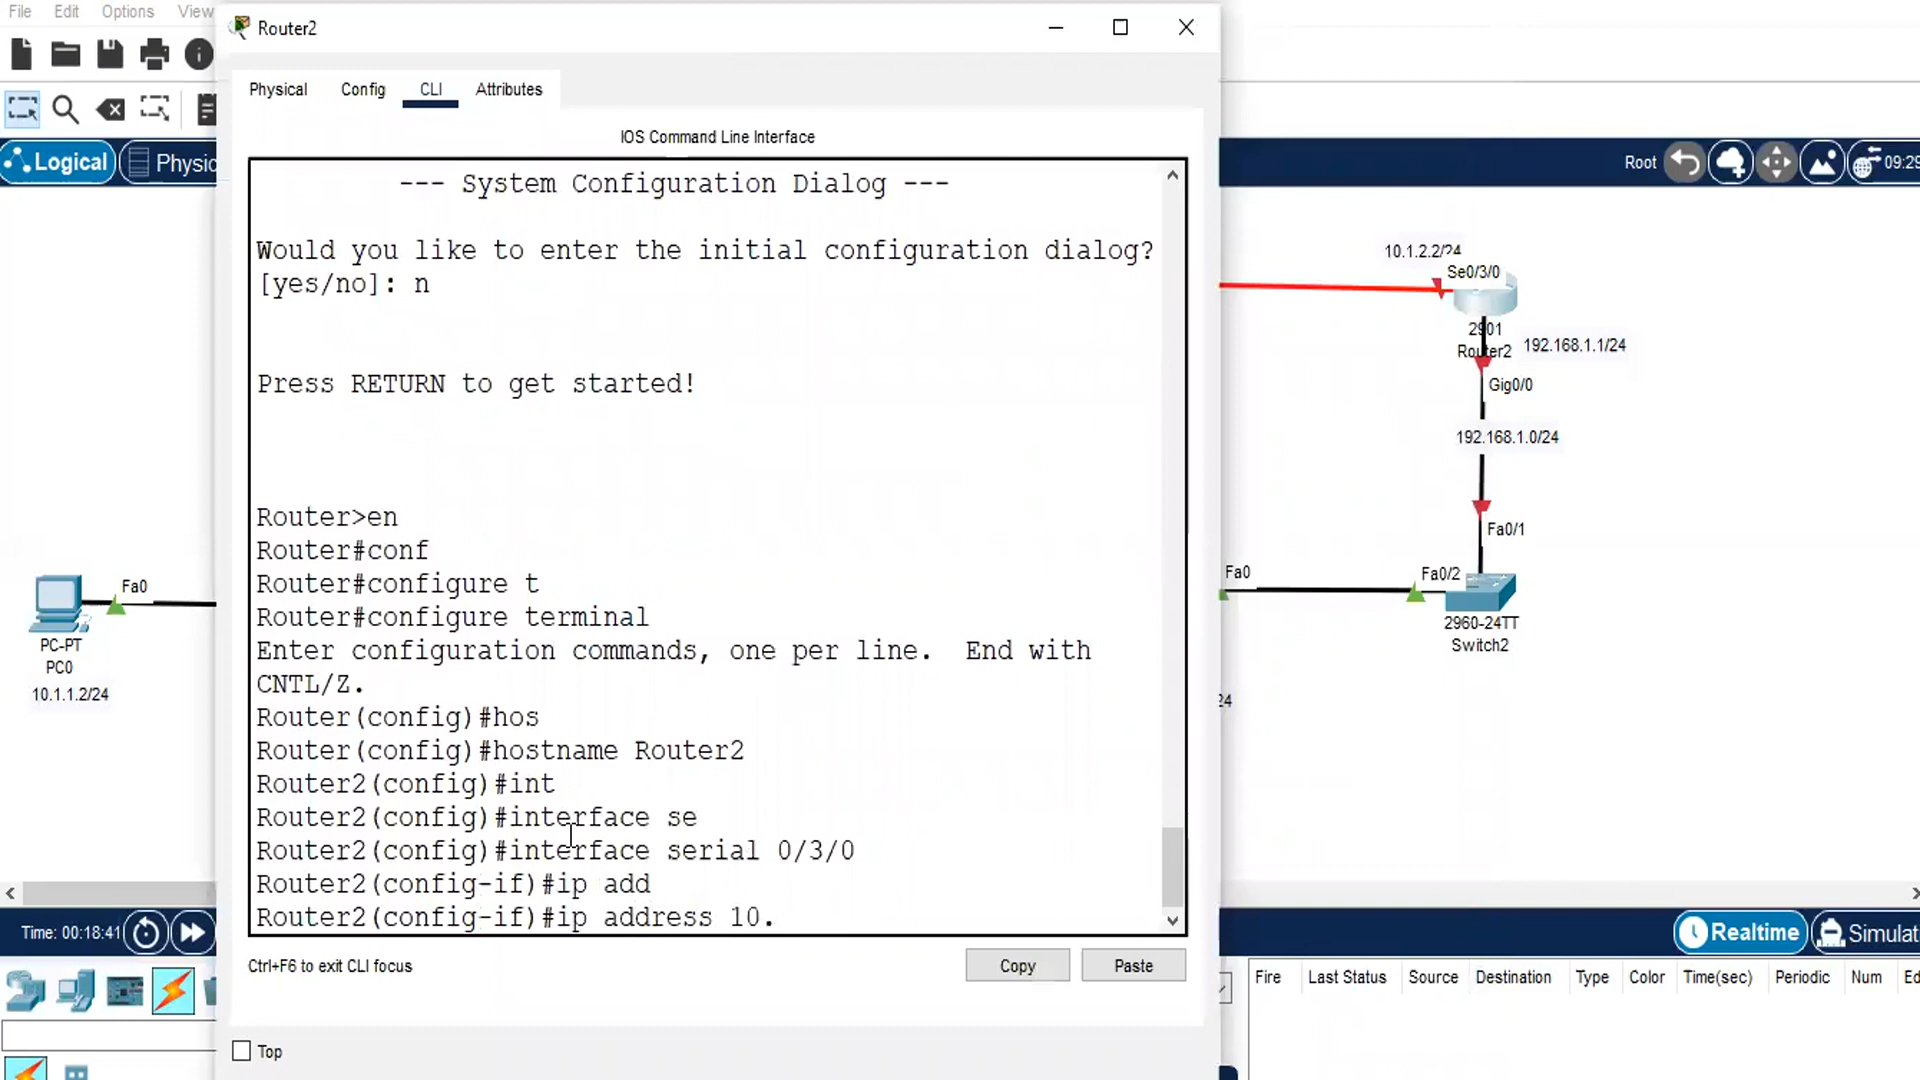 File Edit Options View
Router2
Physical Config CLI Attributes
IOS Command Line Interface
Logical
Root
09:29
--- System Configuration Dialog ---
Would you like to enter the initial configuration dialog?
[yes/no]: n
Press RETURN to get started!
Router>en
Router#conf
Router#configure t
Router#configure terminal
Enter configuration commands, one per line.  End with
CNTL/Z.
Router(config)#hos
Router(config)#hostname Router2
Router2(config)#int
Router2(config)#interface se
Router2(config)#interface serial 0/3/0
Router2(config-if)#ip add
Router2(config-if)#ip address 10.
Fa0
PC-PT
PC0
10.1.1.2/24
10.1.2.2/24
Se0/3/0
2901
Router2
192.168.1.1/24
Gig0/0
192.168.1.0/24
Fa0/1
Fa0
Fa0/2
2960-24TT
Switch2
24
Time: 00:18:41
Realtime
Ctrl+F6 to exit CLI focus
Copy
Paste
Fire Last Status Source Destination Type Color Time(sec) Periodic Num
Top